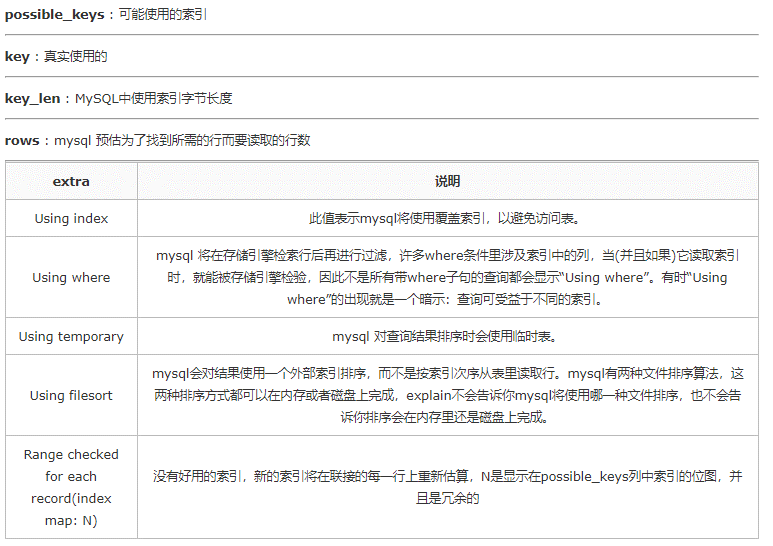 possible_keys : 可能使用的索引
key : 真实使用的
key_len : MySQL中使用索引字节长度
rows : mysql 预估为了找到所需的行而要读取的行数
extra
说明
Using index
此值表示mysql将使用覆盖索引，以避免访问表。
Using where
mysql 将在存储引擎检索行后再进行过滤，许多where条件里涉及索引中的列，当(并且如果)它读取索引
时，就能被存储引擎检验，因此不是所有带where子句的查询都会显示“Using where”。有时“Using
where”的出现就是一个暗示：查询可受益于不同的索引。
Using temporary
mysql 对查询结果排序时会使用临时表。
Using filesort
mysql会对结果使用一个外部索引排序，而不是按索引次序从表里读取行。mysql有两种文件排序算法，这
两种排序方式都可以在内存或者磁盘上完成，explain不会告诉你mysql将使用哪一种文件排序，也不会告
诉你排序会在内存里还是磁盘上完成。
Range checked
for each
record(index
map: N)
没有好用的索引，新的索引将在联接的每一行上重新估算，N是显示在possible_keys列中索引的位图，并
且是冗余的